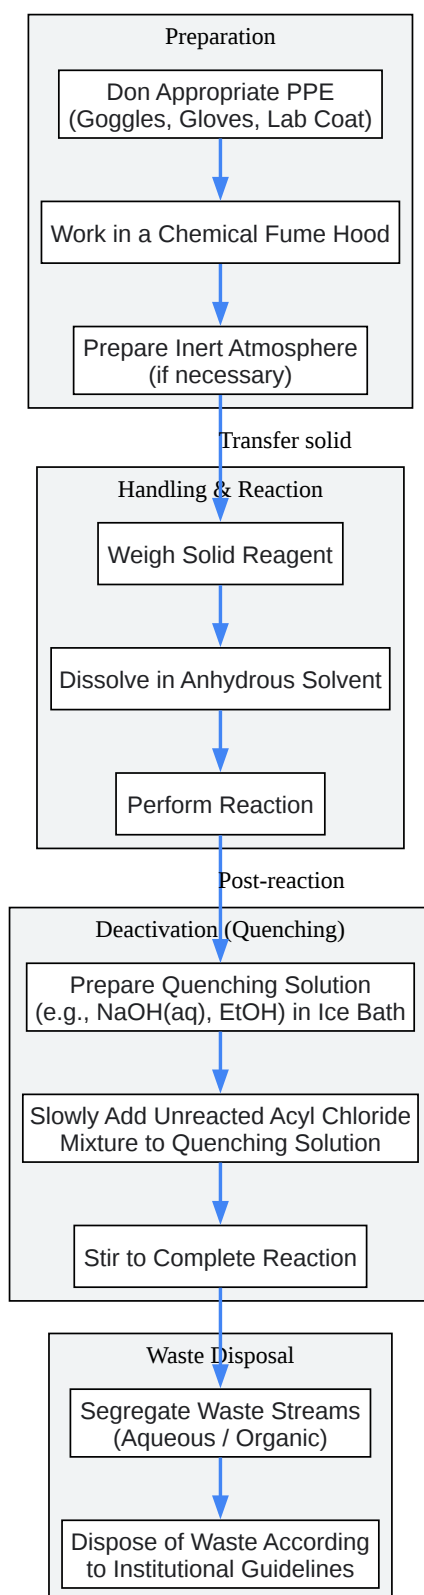 Preparation
Don Appropriate PPE
(Goggles, Gloves, Lab Coat)
Work in a Chemical Fume Hood
Prepare Inert Atmosphere
(if necessary)
Transfer solid
Handling & Reaction
Weigh Solid Reagent
Dissolve in Anhydrous Solvent
Perform Reaction
Post-reaction
Deactivation (Quenching)
Prepare Quenching Solution
(e.g., NaOH(aq), EtOH) in Ice Bath
Slowly Add Unreacted Acyl Chloride
Mixture to Quenching Solution
Stir to Complete Reaction
Waste Disposal
Segregate Waste Streams
(Aqueous / Organic)
Dispose of Waste According
to Institutional Guidelines